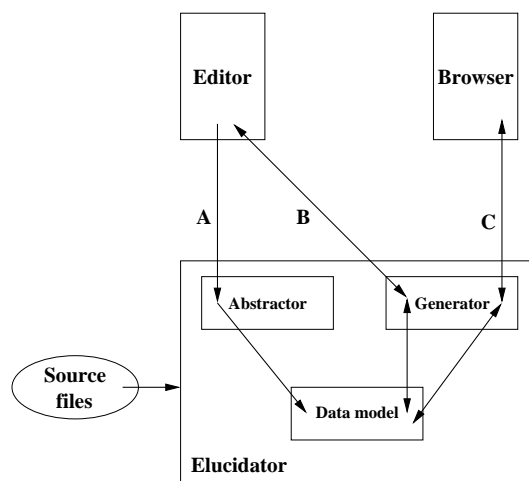 Editor
Browser
A
B
C
Abstractor
Generator
Source
files
Data model
Elucidator